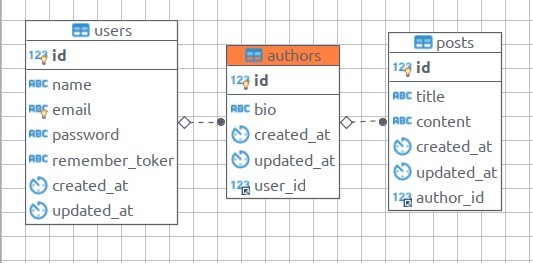 users
123 id
ABC name
ABC email
ABC password
ABC remember_toker
created_at
updated_at
authors
123 id
ABC bio
created_at
updated_at
123 user_id
posts
123 id
ABC title
ABC content
created_at
updated_at
123 author_id